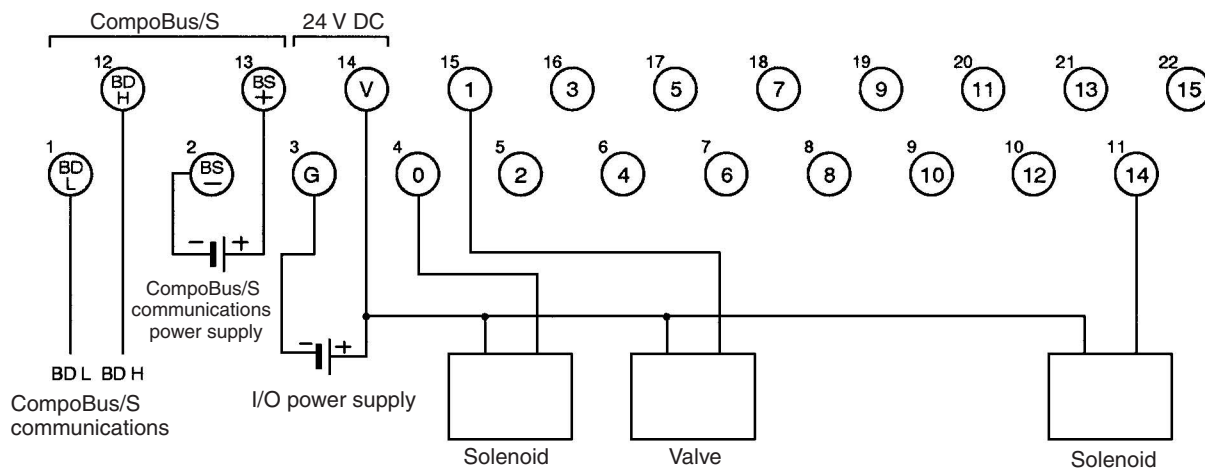 CompoBus/S 24 V DC
12 13 14 15 16 17 18 19 20 21 22
BD H BS + V 1 3 5 7 9 11 13 15
1 2 3 4 5 6 7 8 9 10 11
BD L BS – G 0 2 4 6 8 10 12 14
– +
CompoBus/S
communications
power supply
– +
I/O power supply
BD L BD H
CompoBus/S
communications
Solenoid Valve Solenoid